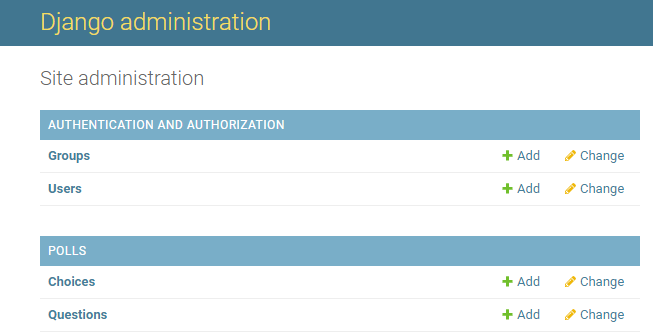 Django administration
Site administration
AUTHENTICATION AND AUTHORIZATION
Groups Add Change
Users Add Change
POLLS
Choices Add Change
Questions Add Change